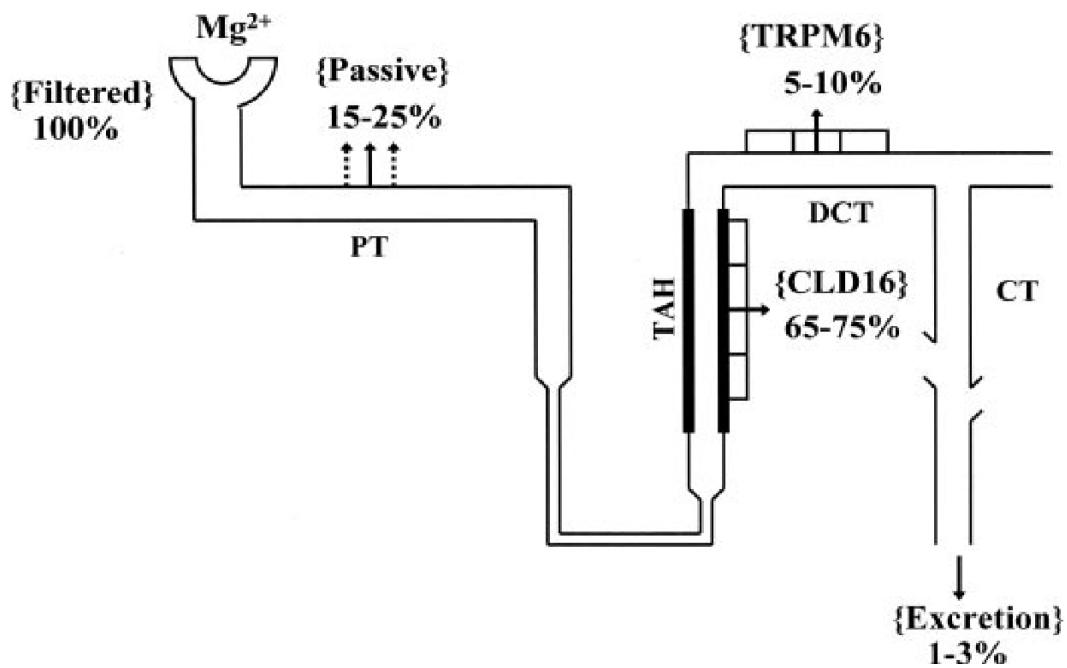 Mg²⁺
{Filtered}
100%
{Passive}
15-25%
PT
{TRPM6}
5-10%
DCT
TAH
{CLD16}
65-75%
CT
{Excretion}
1-3%